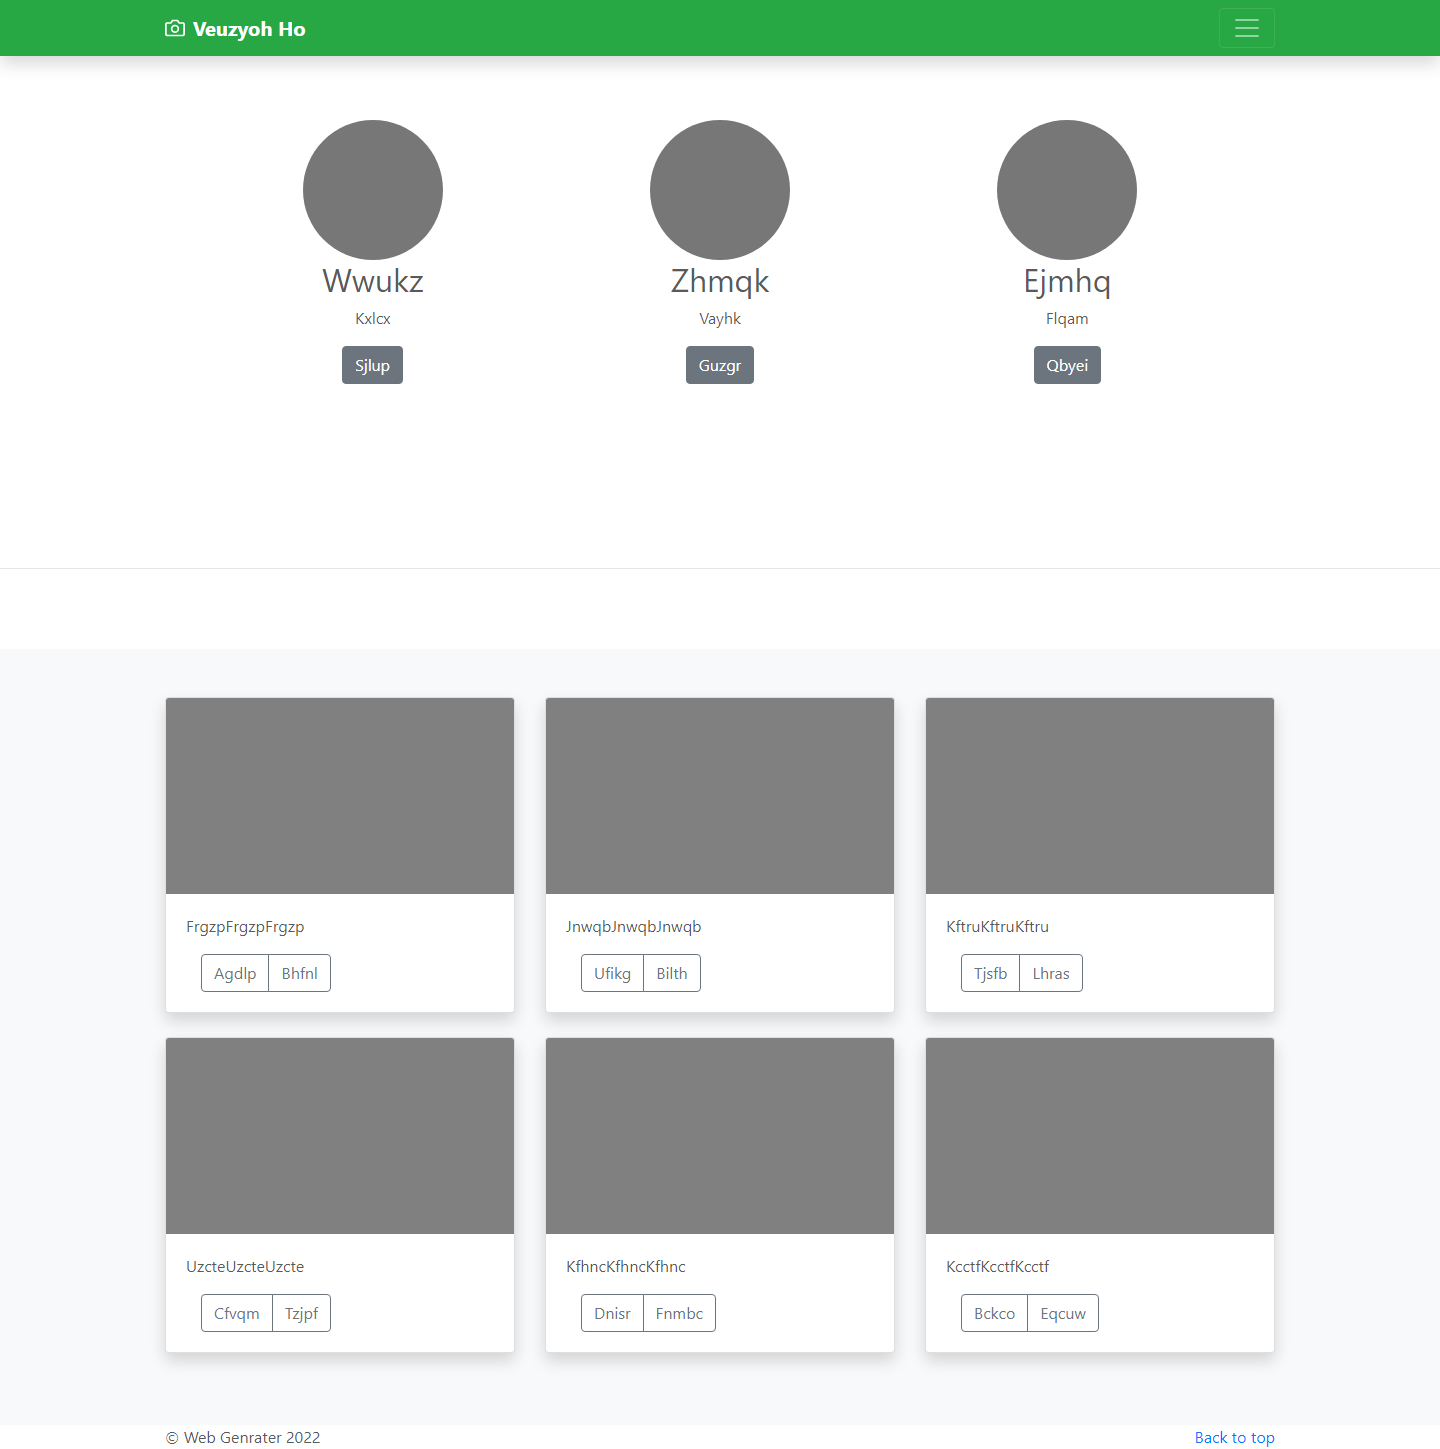 Veuzyoh Ho
Wwukz
Kxlcx
Sjlup
Zhmqk
Vayhk
Guzgr
Ejmhq
Flqam
Qbyei
FrgzpFrgzpFrgzp
Agdlp Bhfnl
JnwqbJnwqbJnwqb
Ufikg Bilth
KftruKftruKftru
Tjsfb Lhras
UzcteUzcteUzcte
Cfvqm Tzjpf
KfhncKfhncKfhnc
Dnisr Fnmbc
KcctfKcctfKcctf
Bckco Eqcuw
© Web Genrater 2022
Back to top